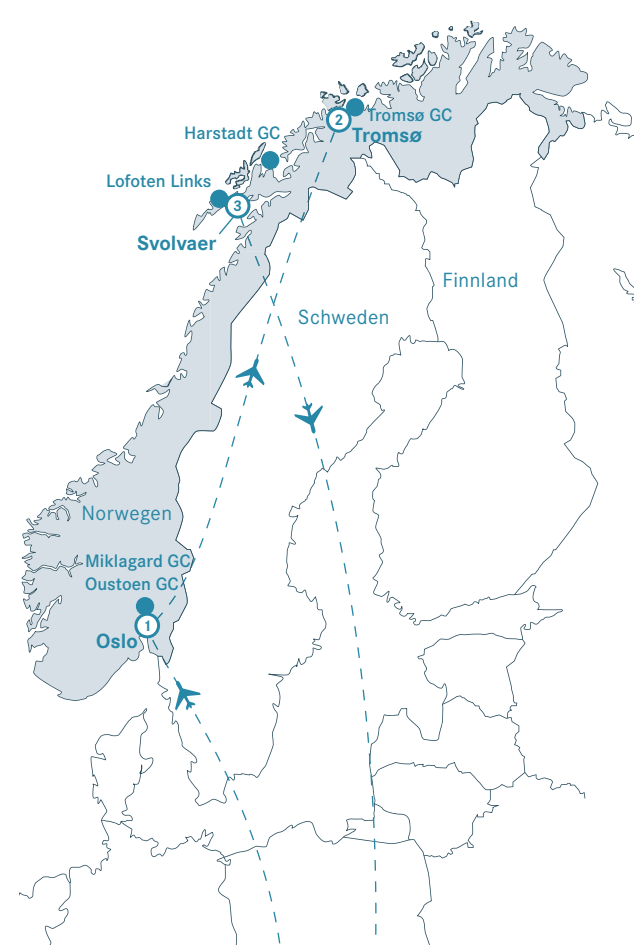 Tromsø GC
2
Tromsø
Harstadt GC
Lofoten Links
3
Svolvaer
Finnland
Schweden
Norwegen
Miklagard GC
Oustoen GC
1
Oslo